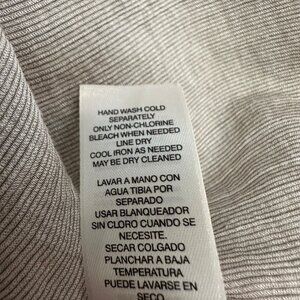 HAND WASH COLD
SEPARATELY
ONLY NON-CHLORINE
BLEACH WHEN NEEDED
LINE DRY
COOL IRON AS NEEDED
MAY BE DRY CLEANED
LAVAR A MANO CON
AGUA TIBIA POR
SEPARADO
USAR BLANQUEADOR
SIN CLORO CUANDO SE
NECESITE.
SECAR COLGADO
PLANCHAR A BAJA
TEMPERATURA
PUEDE LAVARSE EN
SECO